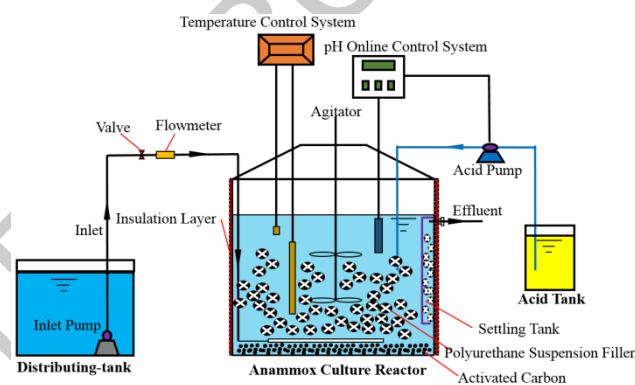 Temperature Control System
pH Online Control System
Agitator
Valve
Flowmeter
Acid Pump
Insulation Layer
Effluent
Inlet
Acid Tank
Inlet Pump
Settling Tank
Polyurethane Suspension Filler
Distributing-tank
Anammox Culture Reactor
Activated Carbon